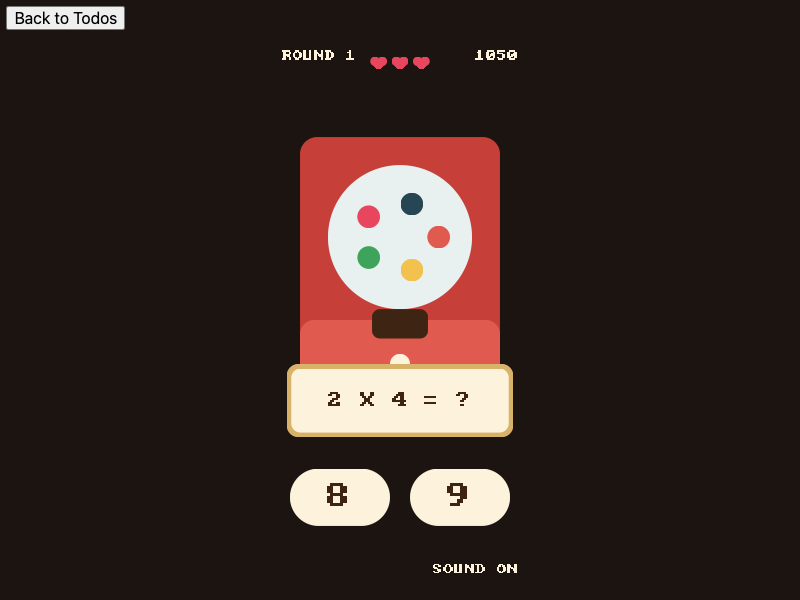 Back to Todos
ROUND 1 1050
2 X 4 = ?
8 9
SOUND ON